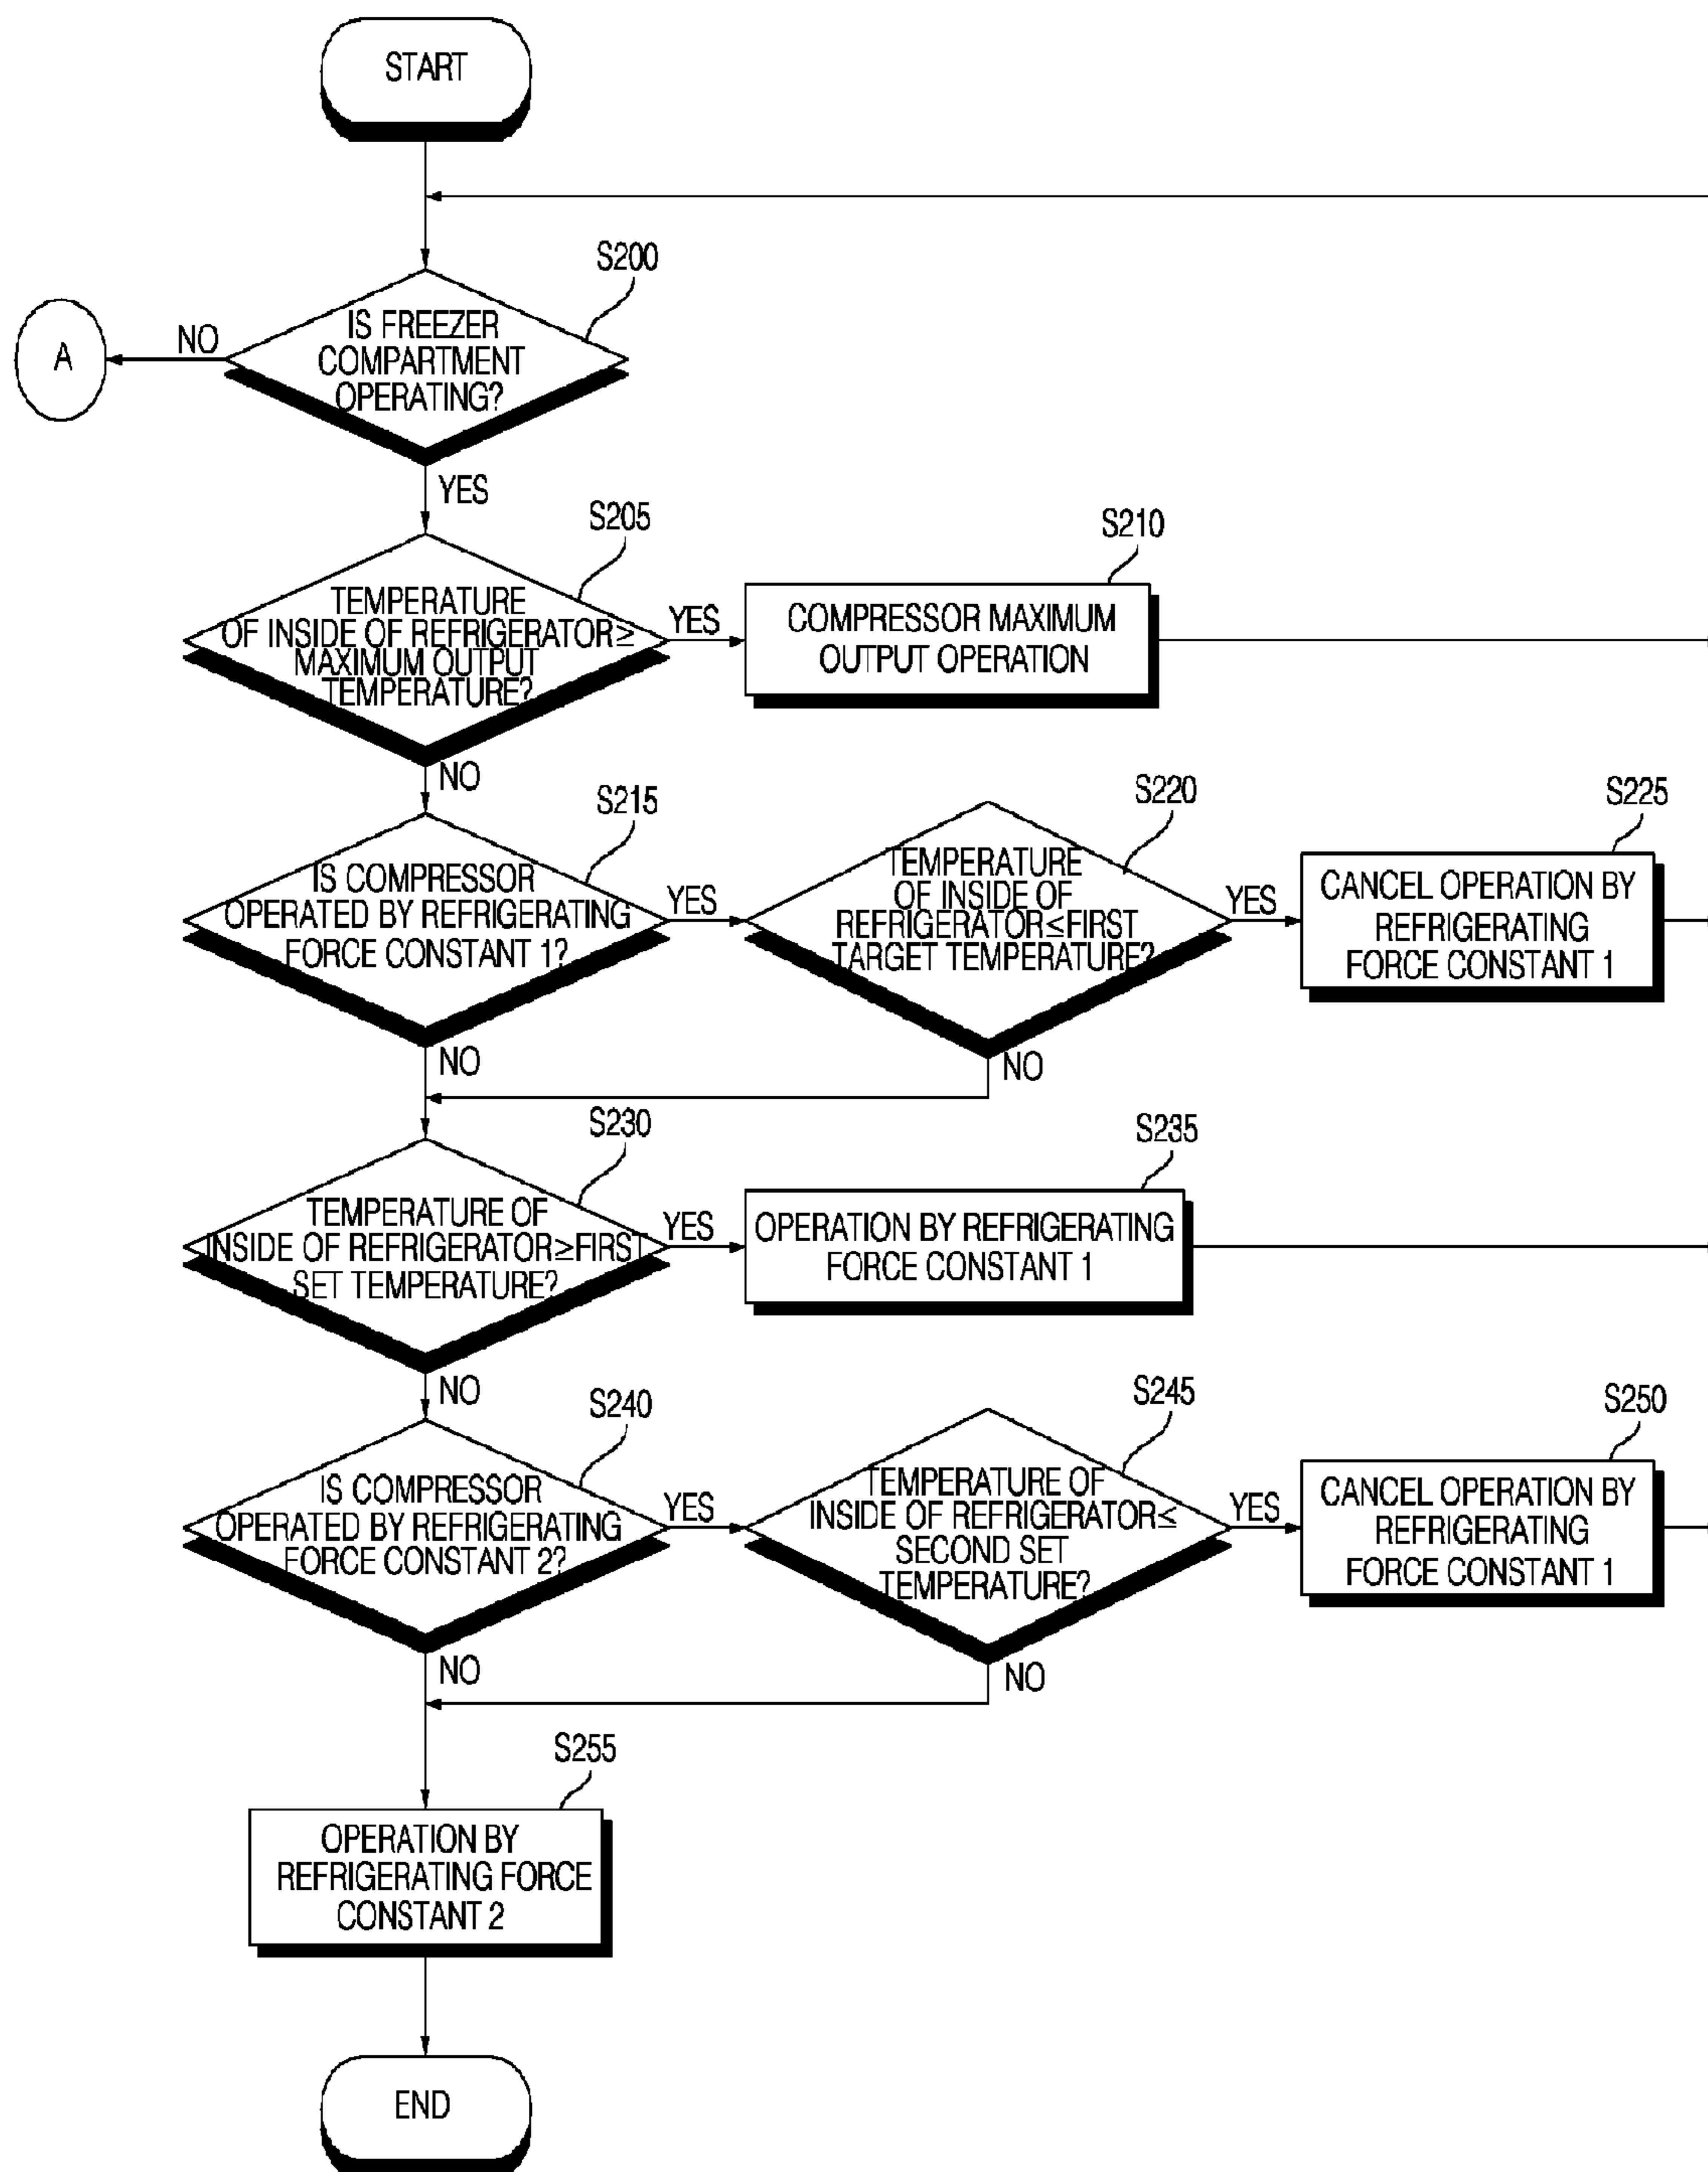 START
S200
IS FREEZER
COMPARTMENT
OPERATING?
NO
A
YES
S205
TEMPERATURE
OF INSIDE OF REFRIGERATOR≥
MAXIMUM OUTPUT
TEMPERATURE?
YES
S210
COMPRESSOR MAXIMUM
OUTPUT OPERATION
NO
S215
IS COMPRESSOR
OPERATED BY REFRIGERATING
FORCE CONSTANT 1?
YES
S220
TEMPERATURE
OF INSIDE OF
REFRIGERATOR≤FIRST
TARGET TEMPERATURE?
YES
S225
CANCEL OPERATION BY
REFRIGERATING
FORCE CONSTANT 1
NO
NO
S230
TEMPERATURE OF
INSIDE OF REFRIGERATOR≥FIRST
SET TEMPERATURE?
YES
S235
OPERATION BY REFRIGERATING
FORCE CONSTANT 1
NO
S240
IS COMPRESSOR
OPERATED BY REFRIGERATING
FORCE CONSTANT 2?
YES
S245
TEMPERATURE OF
INSIDE OF REFRIGERATOR≤
SECOND SET
TEMPERATURE?
YES
S250
CANCEL OPERATION BY
REFRIGERATING
FORCE CONSTANT 1
NO
NO
S255
OPERATION BY
REFRIGERATING FORCE
CONSTANT 2
END